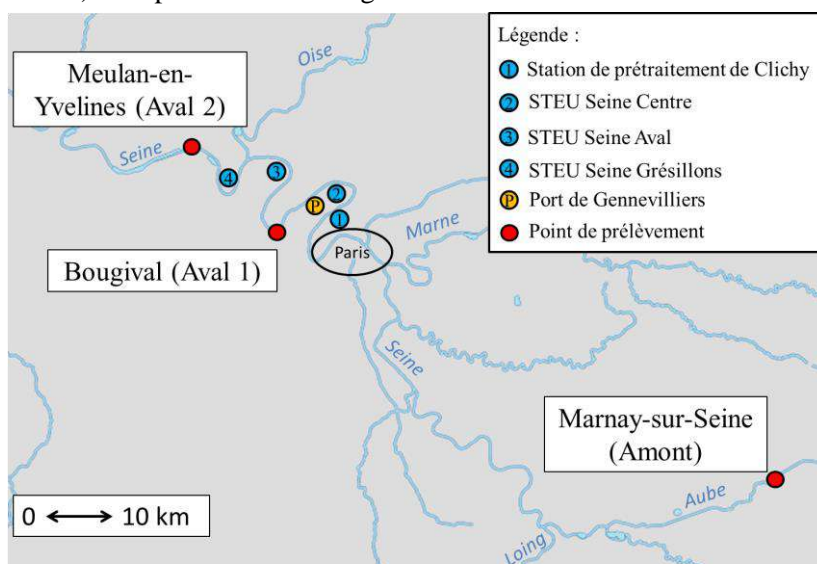 Légende :
1 Station de prétraitement de Clichy
2 STEU Seine Centre
3 STEU Seine Aval
4 STEU Seine Grésillons
P Port de Gennevilliers
Point de prélèvement
Meulan-en-
Yvelines (Aval 2)
Oise
Seine
4
3
2
P
1
Marne
Paris
Bougival (Aval 1)
Seine
Marnay-sur-Seine
(Amont)
Aube
Loing
0 10 km